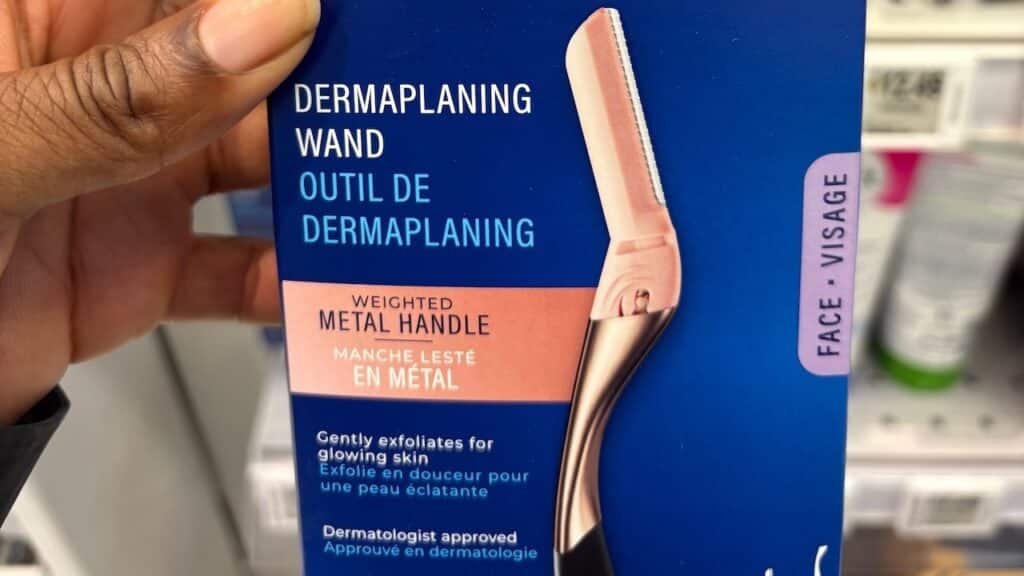 DERMAPLANING
WAND
OUTIL DE
DERMAPLANING
WEIGHTED
METAL HANDLE
MANCHE LESTÉ
EN MÉTAL
Gently exfoliates for
glowing skin
Exfolie en douceur pour
une peau éclatante
Dermatologist approved
Approuvé en dermatologie
FACE • VISAGE